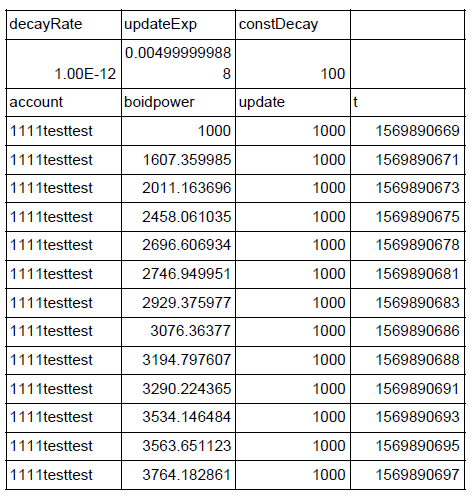 decayRate updateExp constDecay
0.00499999988
1.00E-12 8 100
account boidpower update t
1111testtest 1000 1000 1569890669
1111testtest 1607.359985 1000 1569890671
1111testtest 2011.163696 1000 1569890673
1111testtest 2458.061035 1000 1569890675
1111testtest 2696.606934 1000 1569890678
1111testtest 2746.949951 1000 1569890681
1111testtest 2929.375977 1000 1569890683
1111testtest 3076.36377 1000 1569890686
1111testtest 3194.797607 1000 1569890688
1111testtest 3290.224365 1000 1569890691
1111testtest 3534.146484 1000 1569890693
1111testtest 3563.651123 1000 1569890695
1111testtest 3764.182861 1000 1569890697